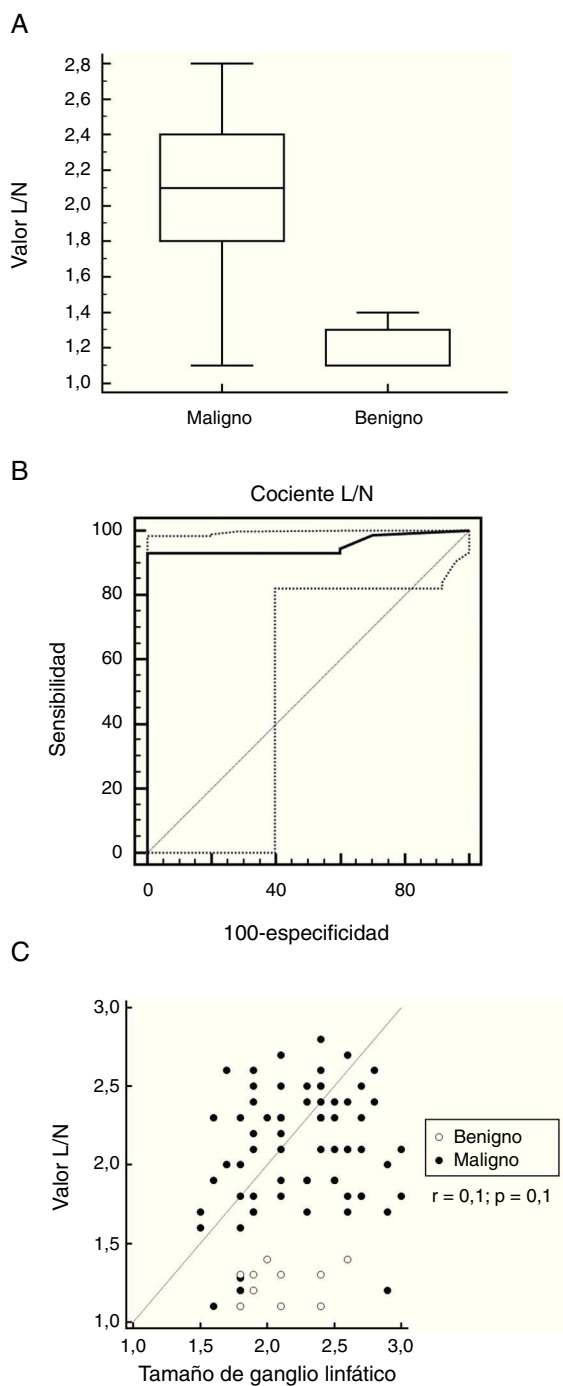 A
Valor L/N
2,8
2,6
2,4
2,2
2,0
1,8
1,6
1,4
1,2
1,0
Maligno Benigno
B
Cociente L/N
Sensibilidad
100
80
60
40
20
0
0 40 80
100-especificidad
C
Valor L/N
3,0
2,5
2,0
1,5
1,0
1,0 1,5 2,0 2,5 3,0
Tamaño de ganglio linfático
Benigno
Maligno
r = 0,1; p = 0,1